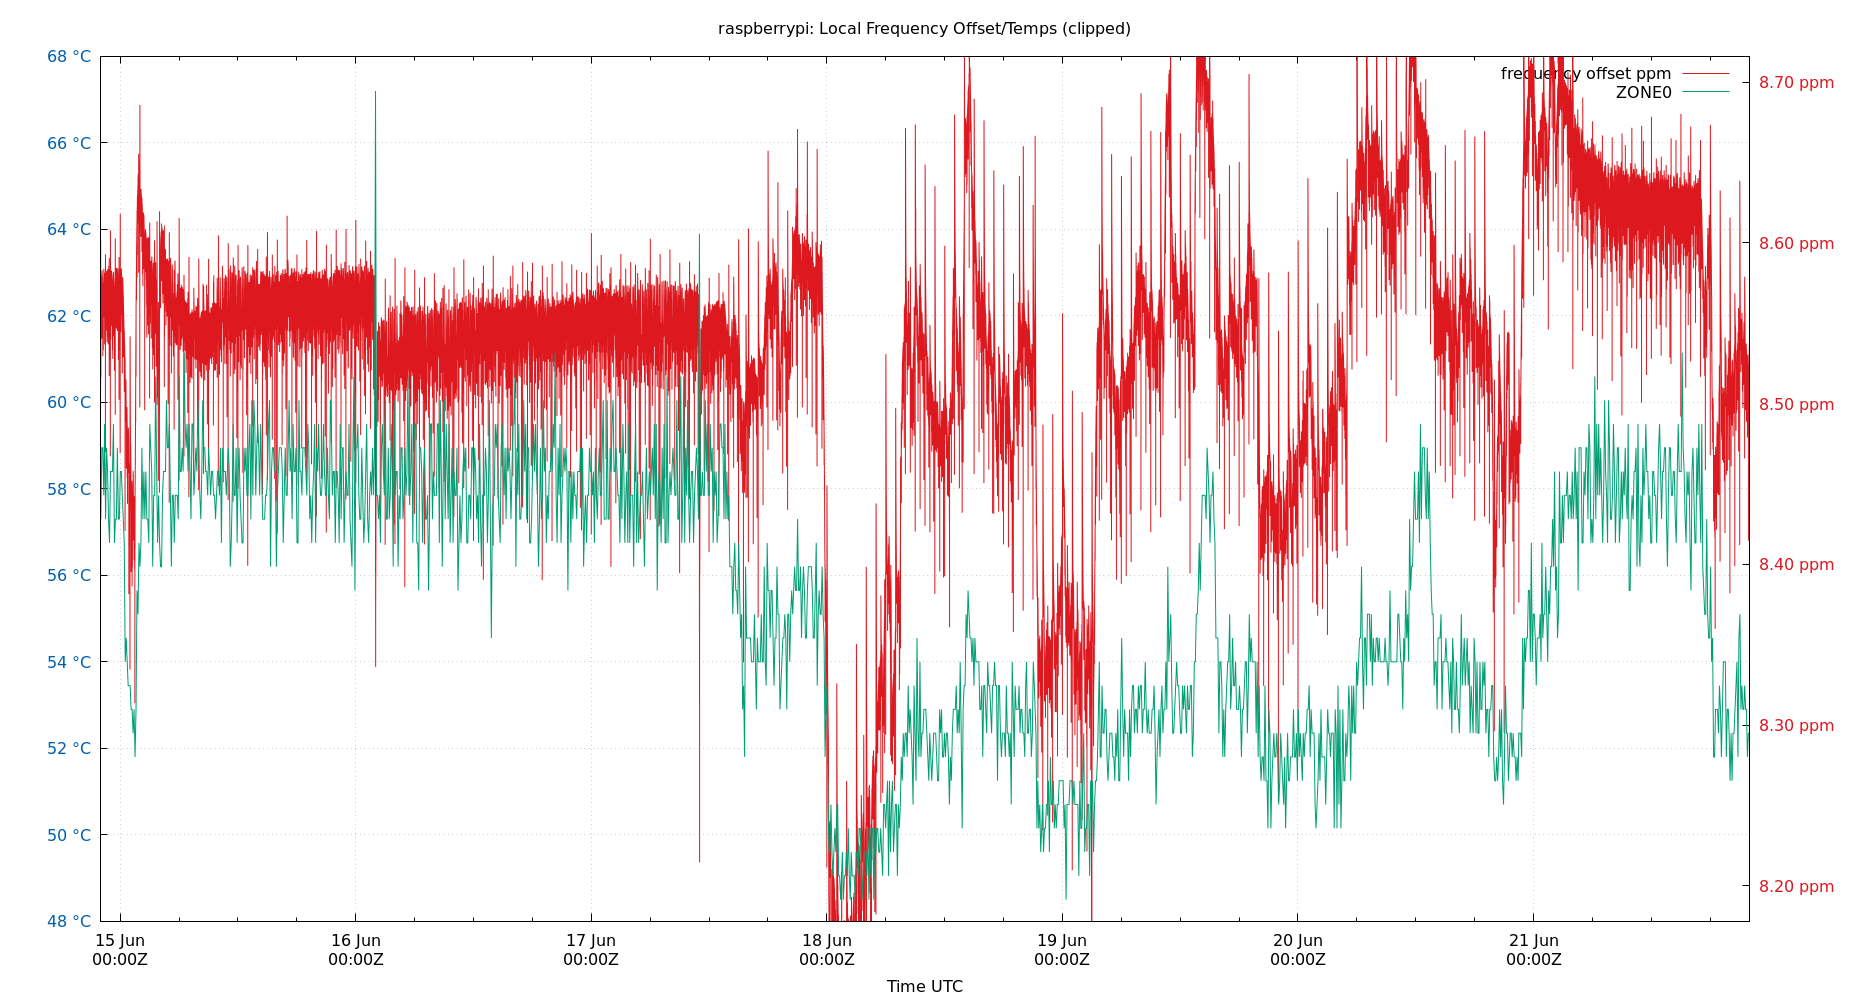 raspberrypi: Local Frequency Offset/Temps (clipped)
68 °C
66 °C
64 °C
62 °C
60 °C
58 °C
56 °C
54 °C
52 °C
50 °C
48 °C
frequency offset ppm
ZONE0
8.70 ppm
8.60 ppm
8.50 ppm
8.40 ppm
8.30 ppm
8.20 ppm
15 Jun
00:00Z
16 Jun
00:00Z
17 Jun
00:00Z
18 Jun
00:00Z
19 Jun
00:00Z
20 Jun
00:00Z
21 Jun
00:00Z
Time UTC